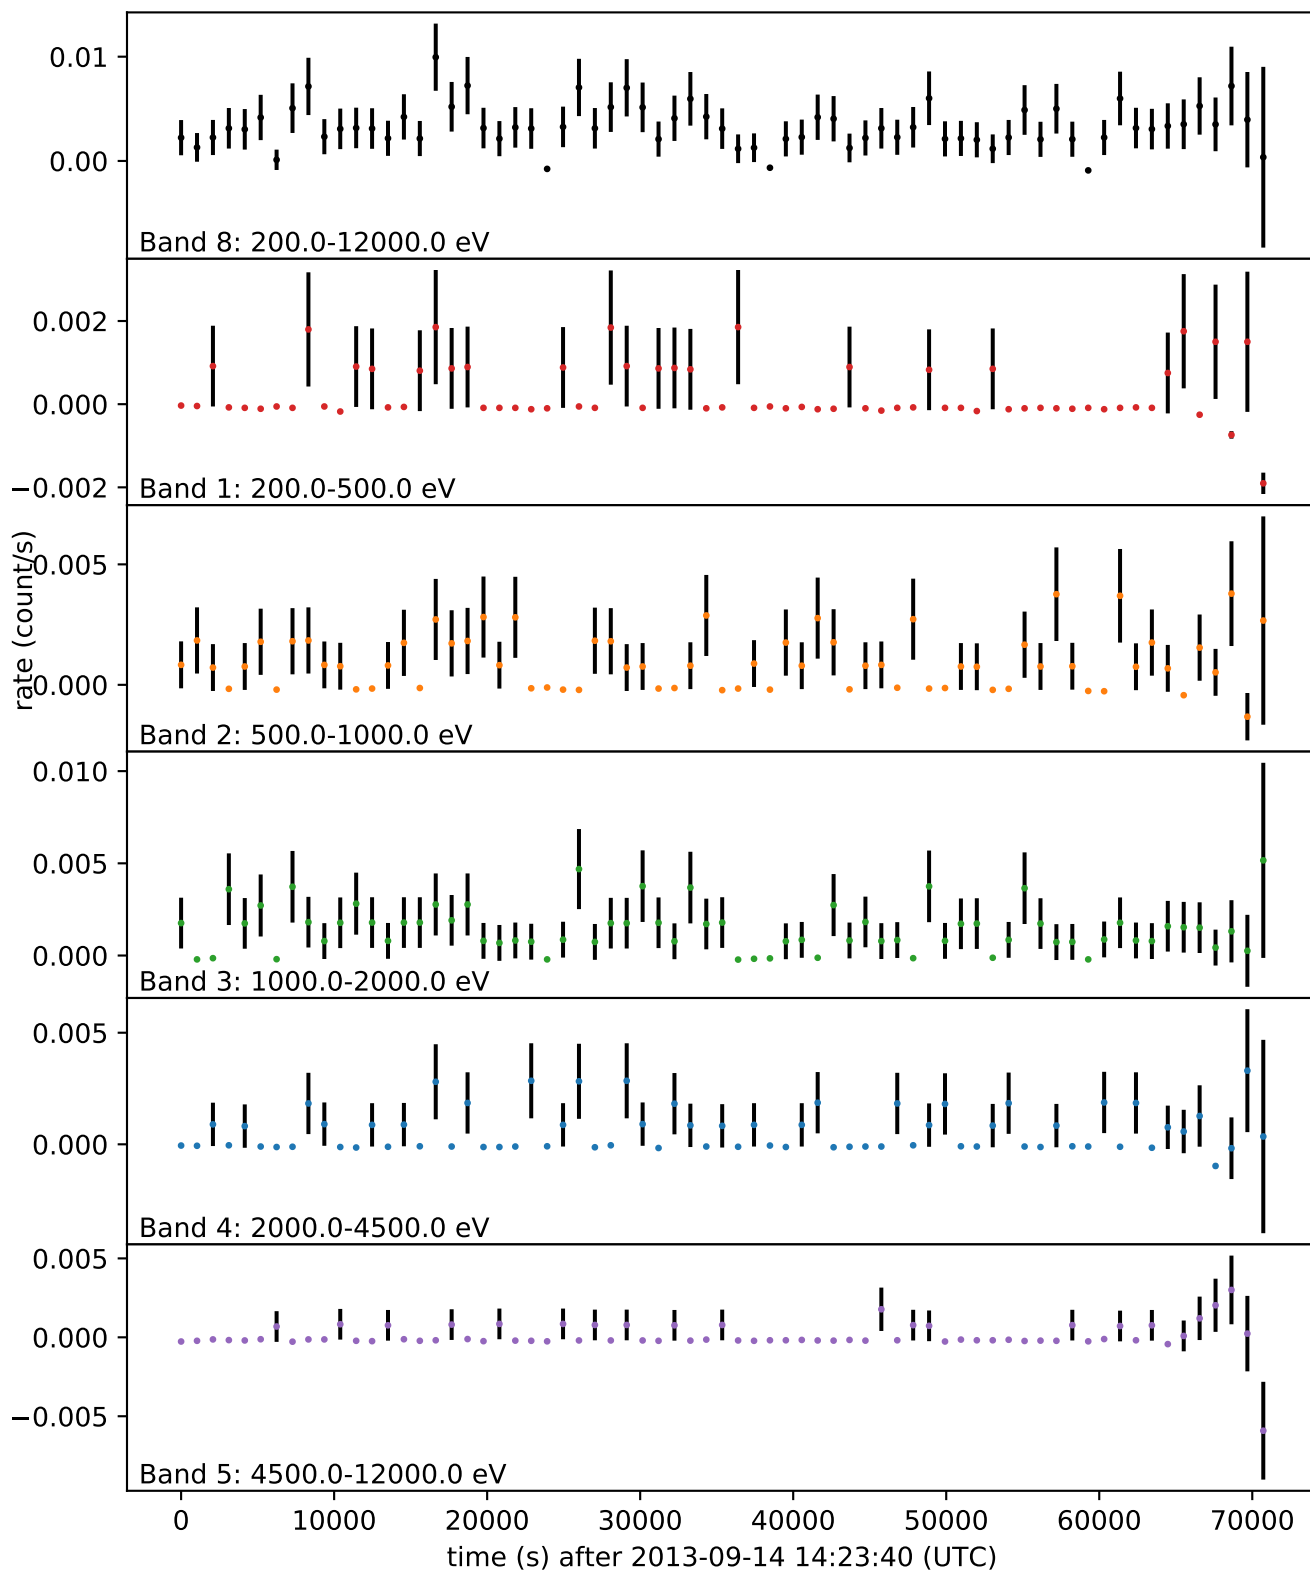 0.01
0.00
Band 8: 200.0-12000.0 eV
0.002
0.000
−0.002
Band 1: 200.0-500.0 eV
rate (count/s)
0.005
0.000
Band 2: 500.0-1000.0 eV
0.010
0.005
0.000
Band 3: 1000.0-2000.0 eV
0.005
0.000
Band 4: 2000.0-4500.0 eV
0.005
0.000
−0.005
Band 5: 4500.0-12000.0 eV
0 10000 20000 30000 40000 50000 60000 70000
time (s) after 2013-09-14 14:23:40 (UTC)